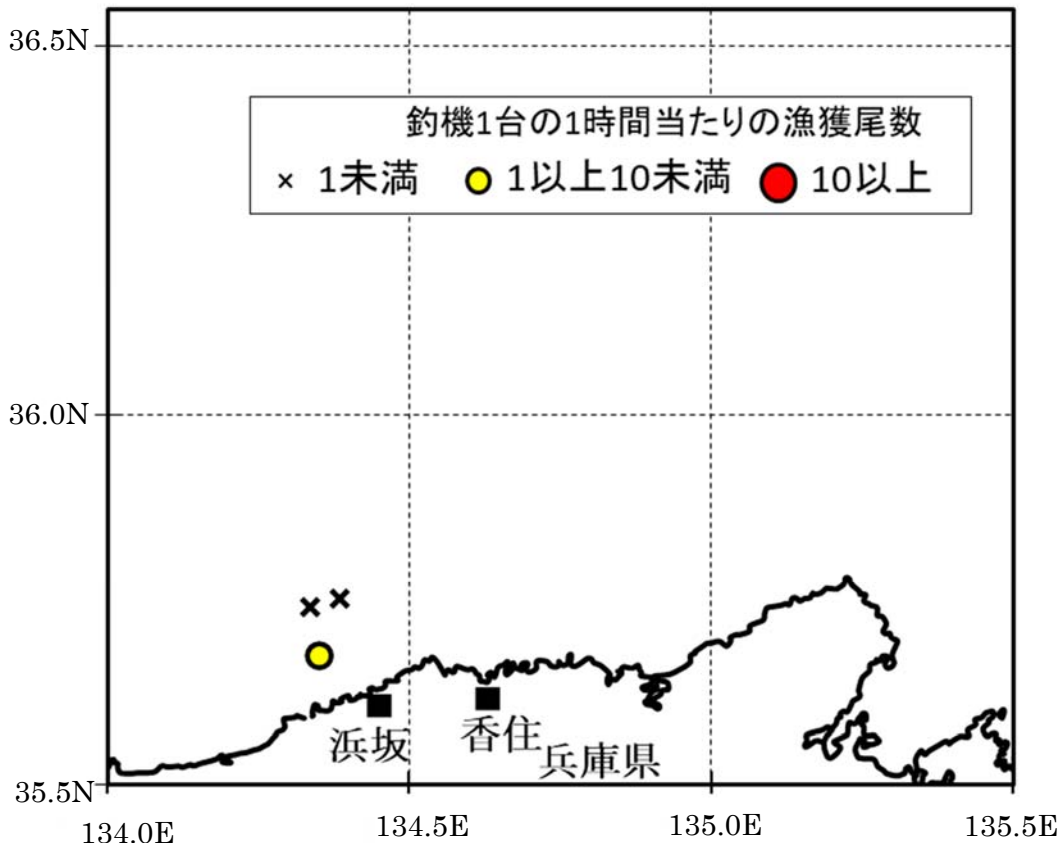 36.5N
釣機1台の1時間当たりの漁獲尾数
× 1未満 1以上10未満 10以上
36.0N
浜坂
香住
兵庫県
35.5N
134.0E 134.5E 135.0E 135.5E